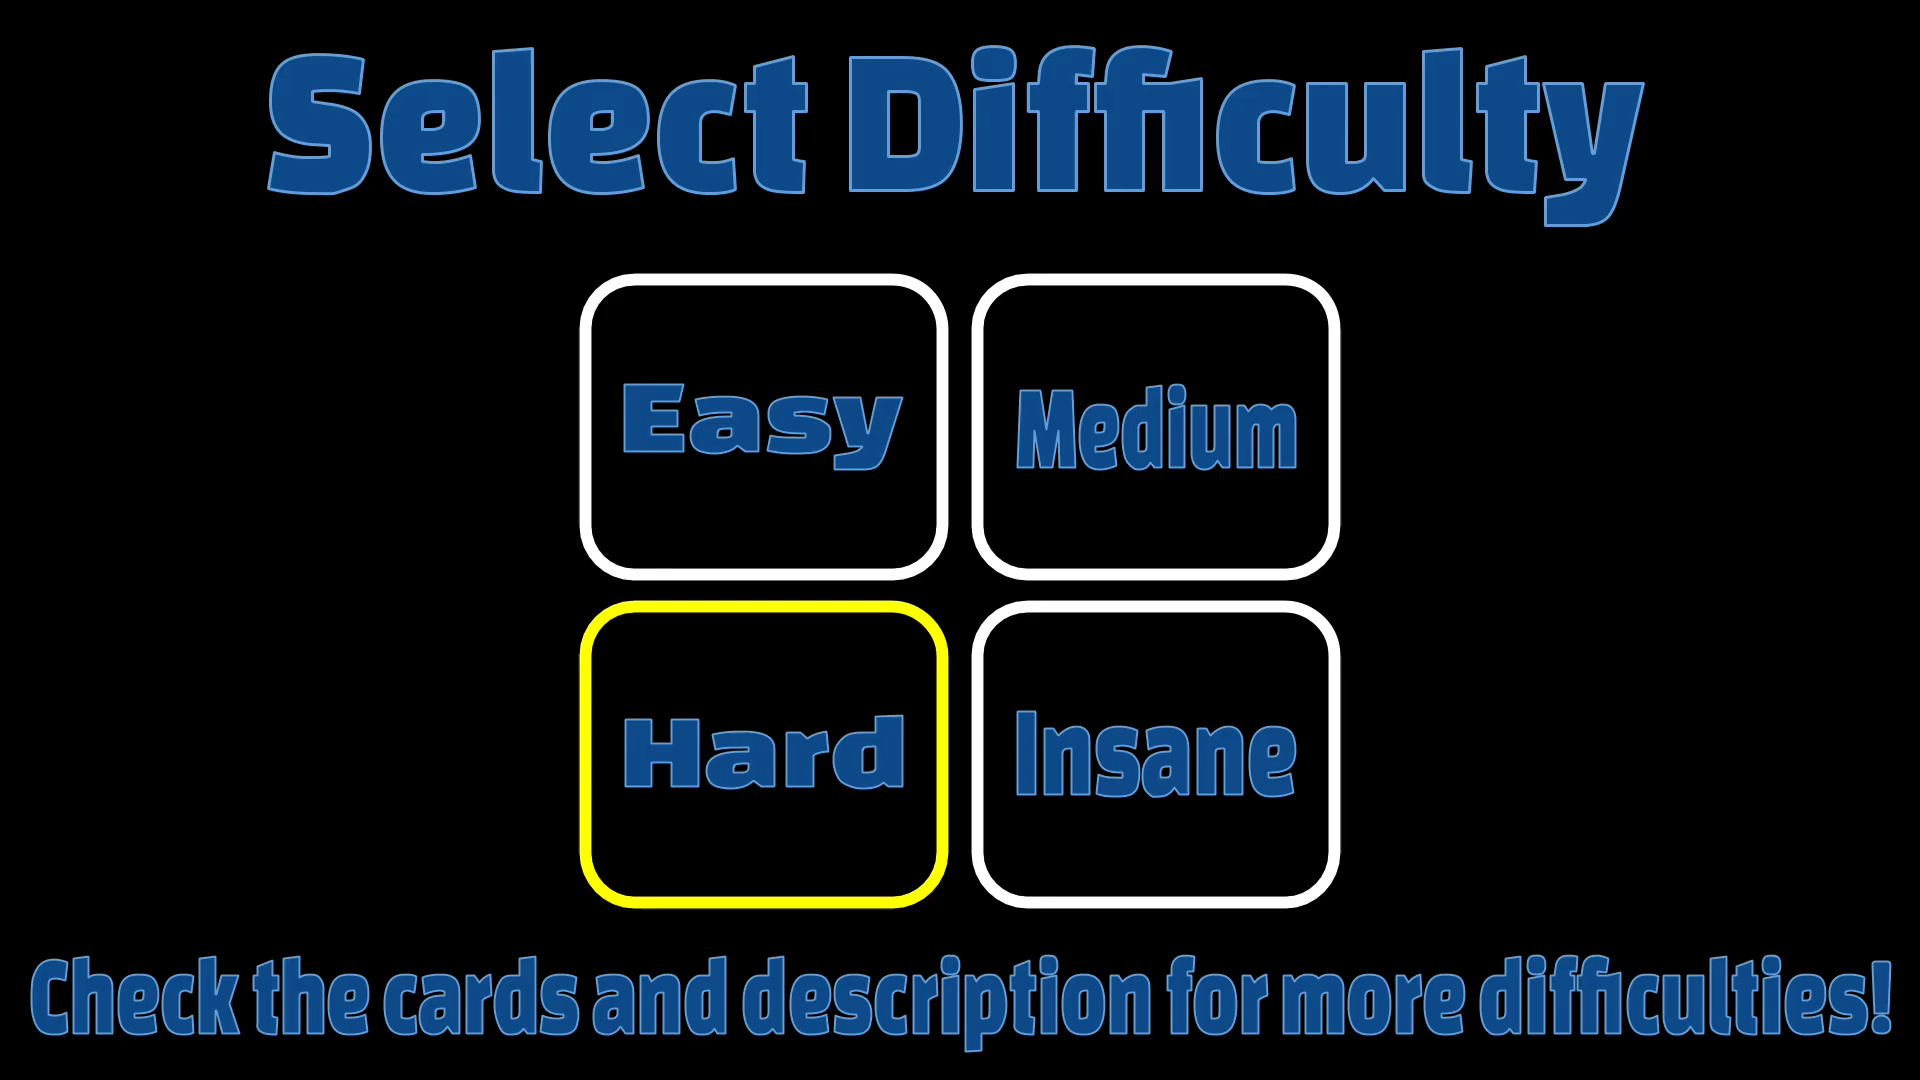 Select Difficulty
Easy
Medium
Hard
Insane
Check the cards and description for more difficulties!